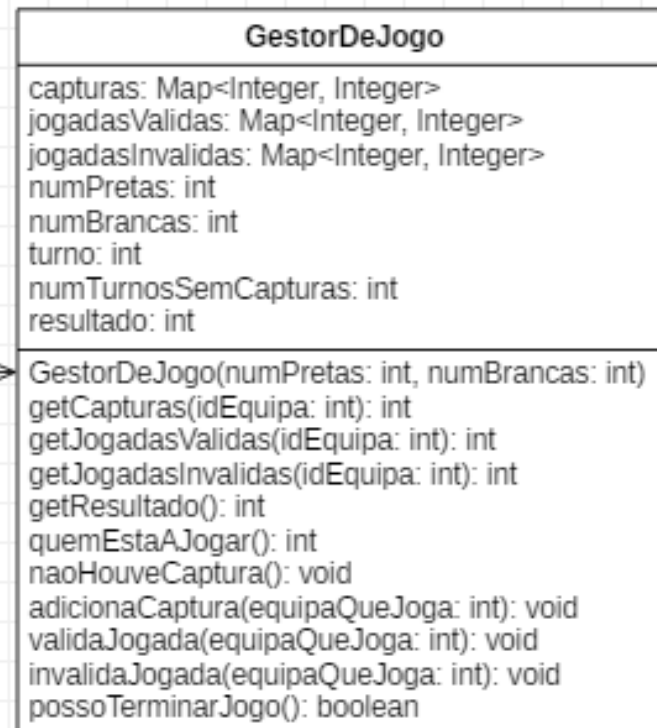 GestorDeJogo
capturas: Map<Integer, Integer>
jogadasValidas: Map<Integer, Integer>
jogadasInvalidas: Map<Integer, Integer>
numPretas: int
numBrancas: int
turno: int
numTurnosSemCapturas: int
resultado: int
GestorDeJogo(numPretas: int, numBrancas: int)
getCapturas(idEquipa: int): int
getJogadasValidas(idEquipa: int): int
getJogadasInvalidas(idEquipa: int): int
getResultado(): int
quemEstaAJogar(): int
naoHouveCaptura(): void
adicionaCaptura(equipaQueJoga: int): void
validaJogada(equipaQueJoga: int): void
invalidaJogada(equipaQueJoga: int): void
possoTerminarJogo(): boolean